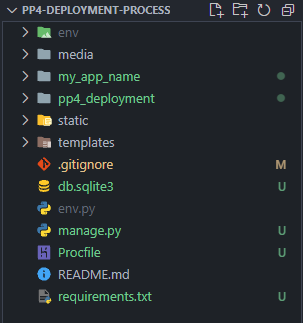 PP4-DEPLOYMENT-PROCESS
env
media
my_app_name
pp4_deployment
static
templates
.gitignore M
db.sqlite3 U
env.py
manage.py U
Procfile U
README.md
requirements.txt U